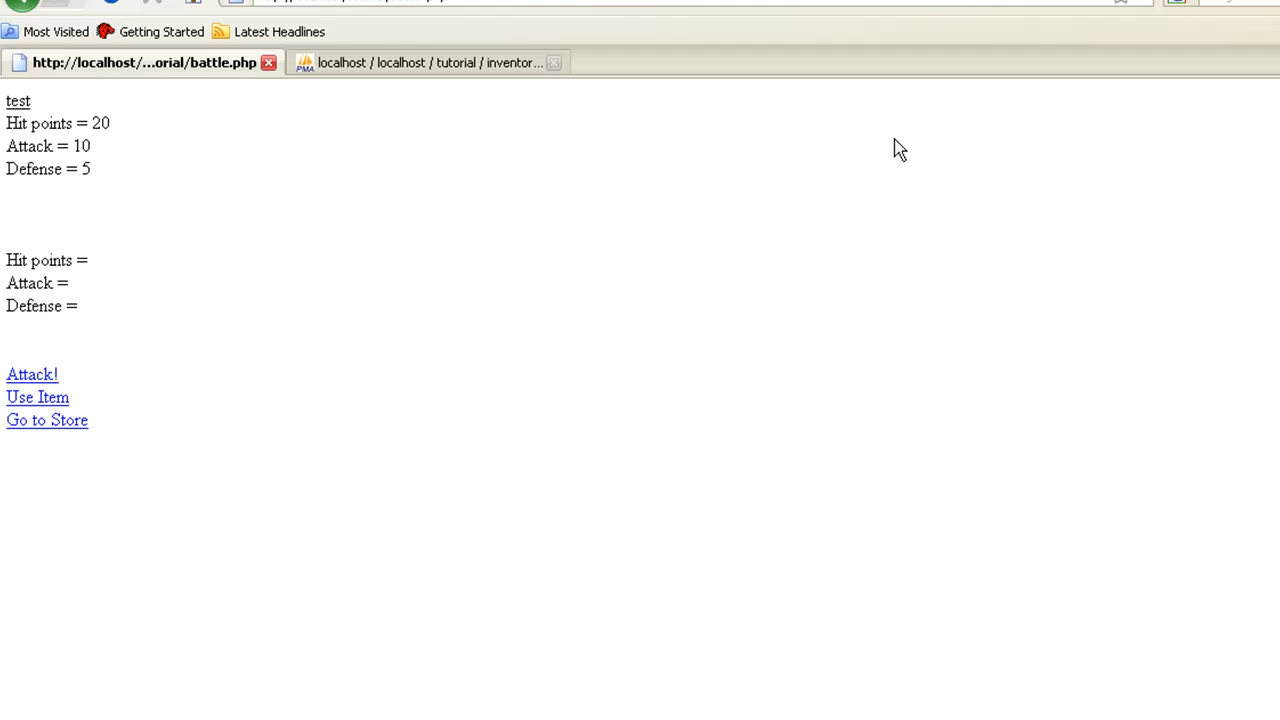 Most Visited Getting Started Latest Headlines
http://localhost/...orial/battle.php localhost / localhost / tutorial / inventor...
test
Hit points = 20
Attack = 10
Defense = 5
Hit points =
Attack =
Defense =
Attack!
Use Item
Go to Store